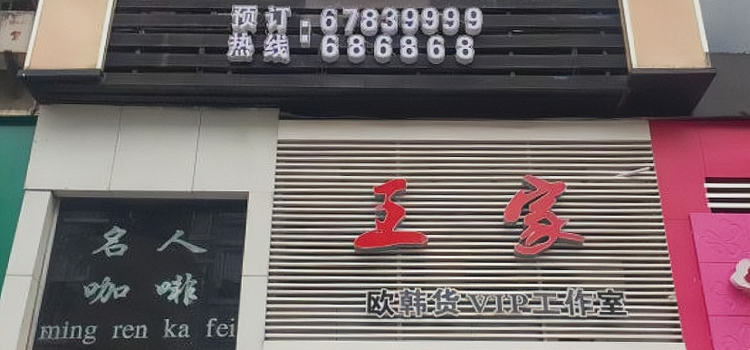 预订 67839999
热线：686868
王家
欧韩货VIP工作室
名人
咖啡
ming ren ka fei